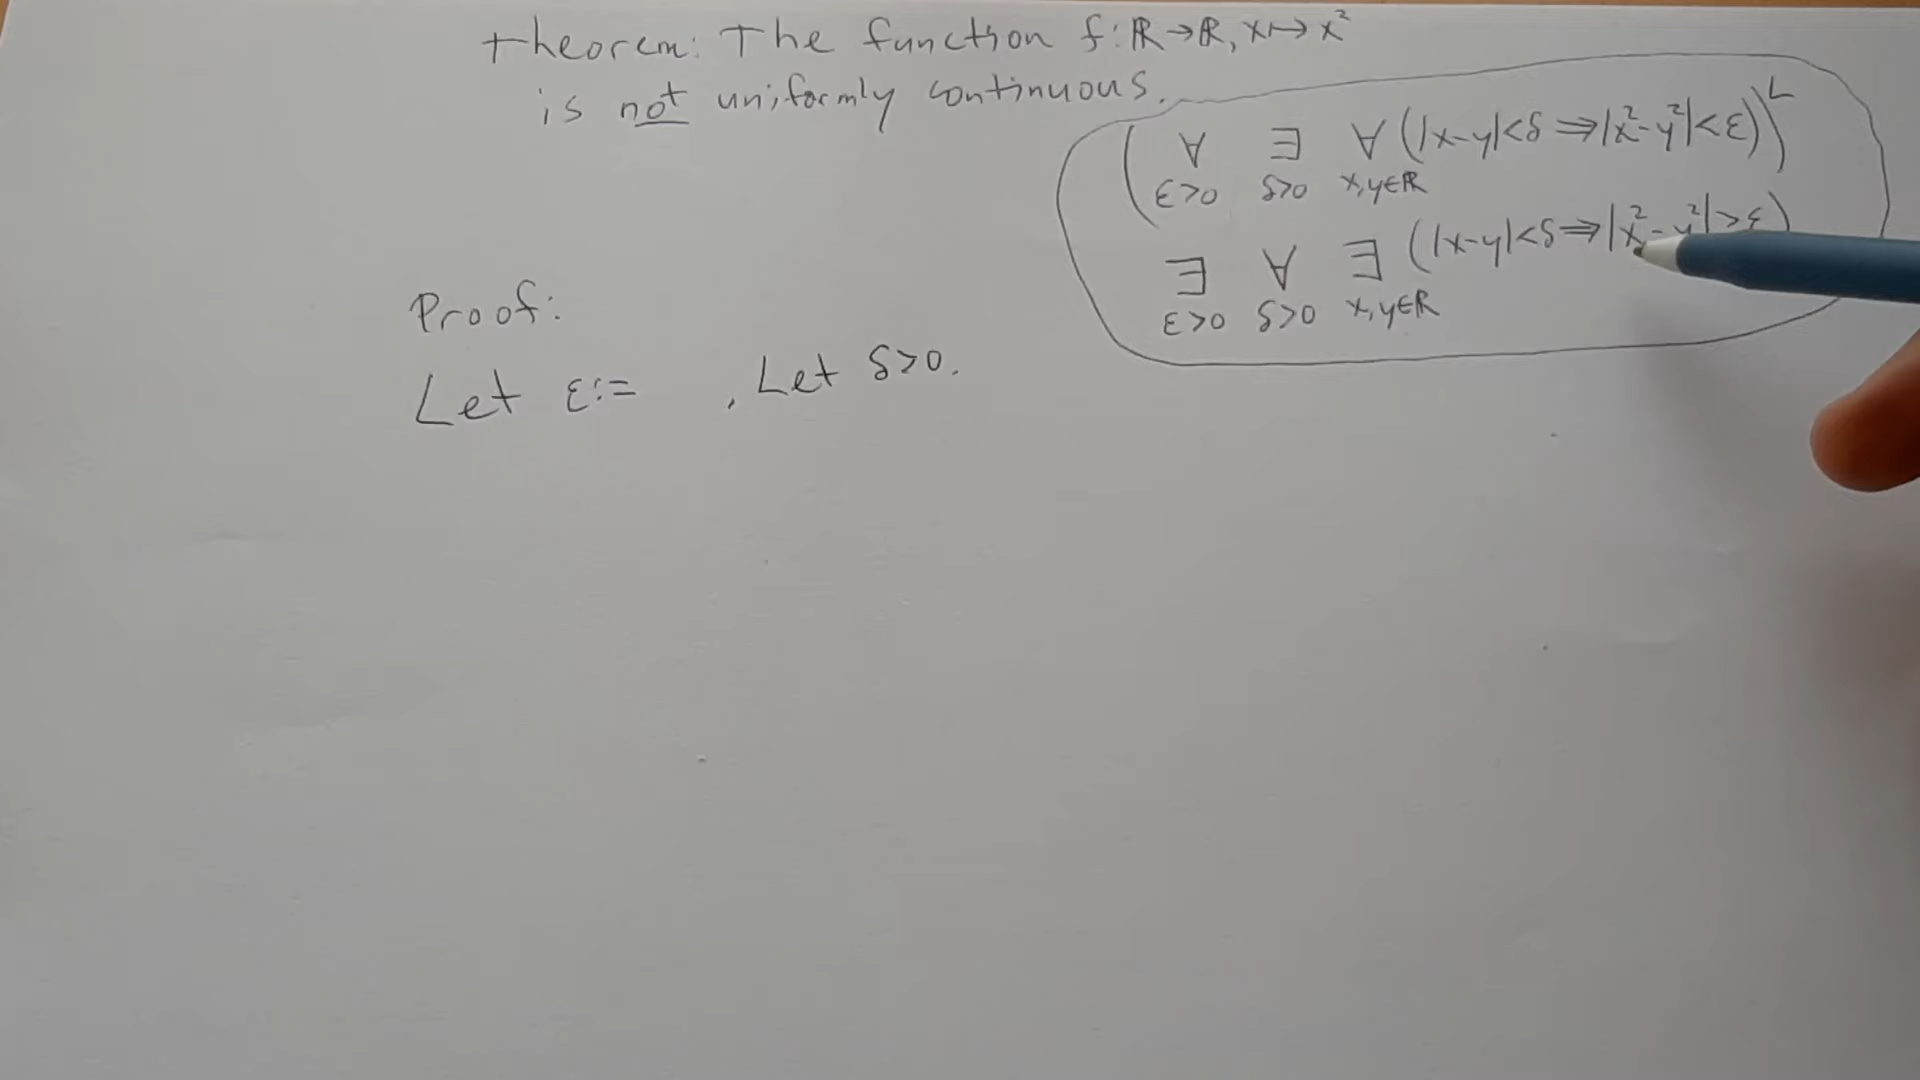 Theorem: The function f:ℝ→ℝ, x↦x²
is not uniformly continuous.
(∀ ∃ ∀ (|x-y|<δ ⇒ |x²-y²|<ε))ᒪ
ε>0 δ>0 x,y∈ℝ
∃ ∀ ∃ (|x-y|<δ ⇒ |x²-y²|>ε)
ε>0 δ>0 x,y∈ℝ
Proof:
Let ε:= , Let δ>0.